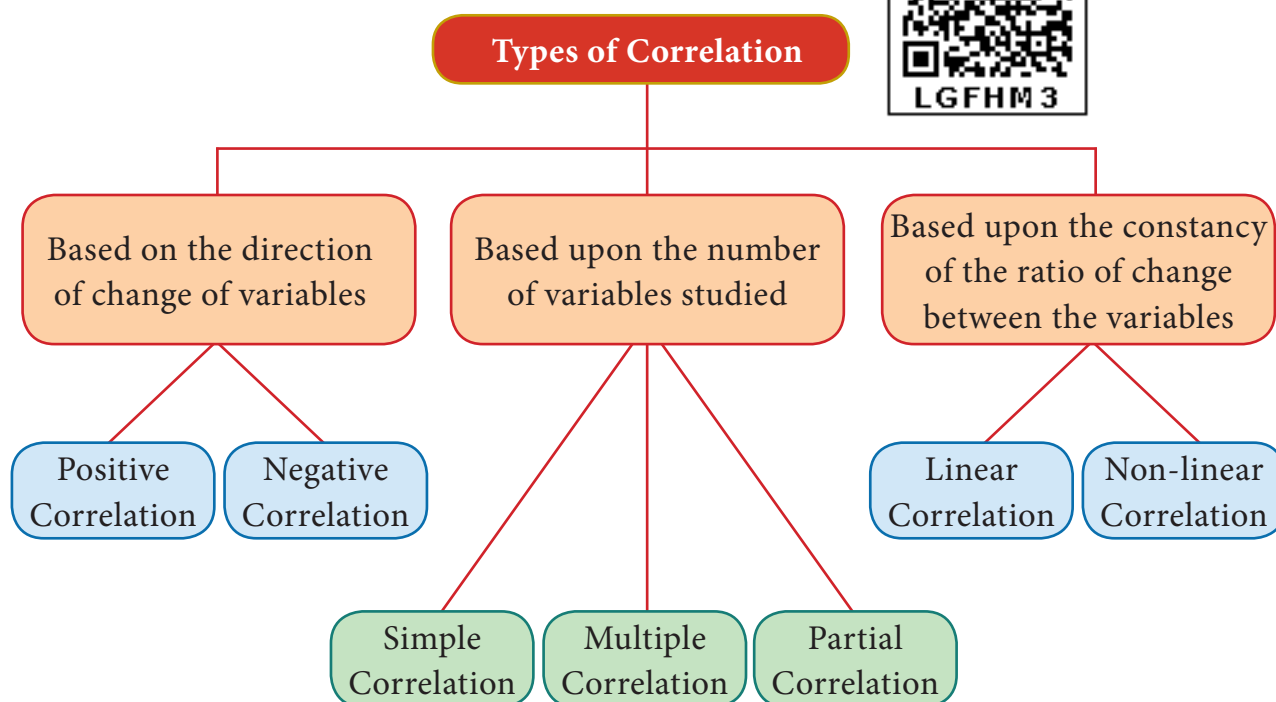 Types of Correlation
LGFHM3
Based on the direction
of change of variables
Based upon the number
of variables studied
Based upon the constancy
of the ratio of change
between the variables
Positive
Correlation
Negative
Correlation
Linear
Correlation
Non-linear
Correlation
Simple
Correlation
Multiple
Correlation
Partial
Correlation